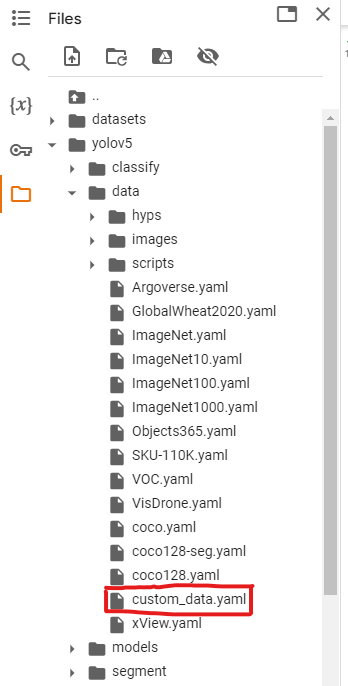 Files
{x}
..
datasets
yolov5
classify
data
hyps
images
scripts
Argoverse.yaml
GlobalWheat2020.yaml
ImageNet.yaml
ImageNet10.yaml
ImageNet100.yaml
ImageNet1000.yaml
Objects365.yaml
SKU-110K.yaml
VOC.yaml
VisDrone.yaml
coco.yaml
coco128-seg.yaml
coco128.yaml
custom_data.yaml
xView.yaml
models
segment